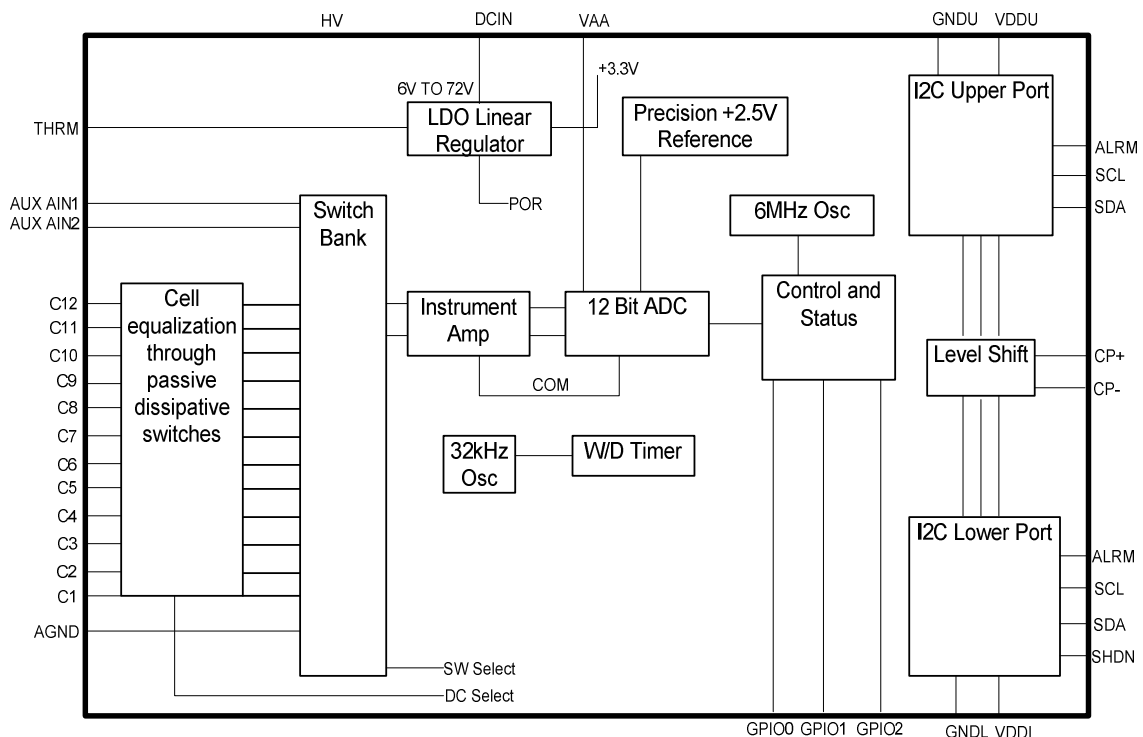 HV
DCIN
VAA
GNDU
VDDU
+3.3V
6V TO 72V
THRM
LDO Linear
Regulator
Precision +2.5V
Reference
I2C Upper Port
ALRM
SCL
SDA
AUX AIN1
AUX AIN2
POR
Switch
Bank
6MHz Osc
C12
C11
C10
C9
C8
C7
C6
C5
C4
C3
C2
C1
AGND
Cell
equalization
through
passive
dissipative
switches
Instrument
Amp
12 Bit ADC
COM
Control and
Status
Level Shift
CP+
CP-
32kHz
Osc
W/D Timer
I2C Lower Port
ALRM
SCL
SDA
SHDN
SW Select
DC Select
GPIO0
GPIO1
GPIO2
GNDL
VDDL